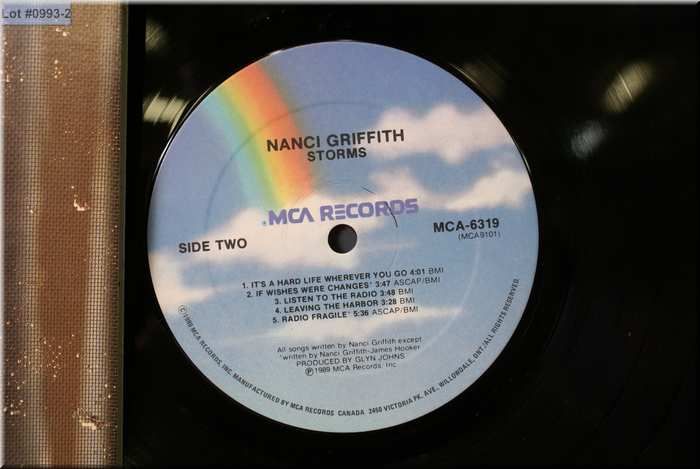 Lot #0993-2
NANCI GRIFFITH
STORMS
MCA RECORDS
SIDE TWO
MCA-6319
(MCA9101)
1. IT'S A HARD LIFE WHEREVER YOU GO 4:01 BMI
2. IF WISHES WERE CHANGES* 3:47 ASCAP/BMI
3. LISTEN TO THE RADIO 3:48 BMI
4. LEAVING THE HARBOR 3:28 BMI
5. RADIO FRAGILE* 5:36 ASCAP/BMI
All songs written by Nanci Griffith except
*written by Nanci Griffith-James Hooker
PRODUCED BY GLYN JOHNS
℗1989 MCA Records, Inc
©1989 MCA RECORDS, INC. MANUFACTURED BY MCA RECORDS CANADA 2450 VICTORIA PK. AVE., WILLOWDALE, ONT./ALL RIGHTS RESERVED.